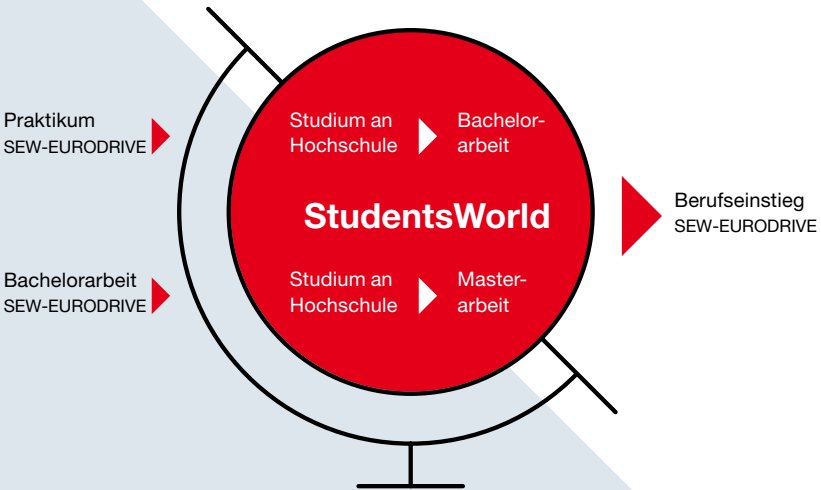 Praktikum
SEW-EURODRIVE
Studium an
Hochschule
Bachelor-
arbeit
StudentsWorld
Berufseinstieg
SEW-EURODRIVE
Bachelorarbeit
SEW-EURODRIVE
Studium an
Hochschule
Master-
arbeit